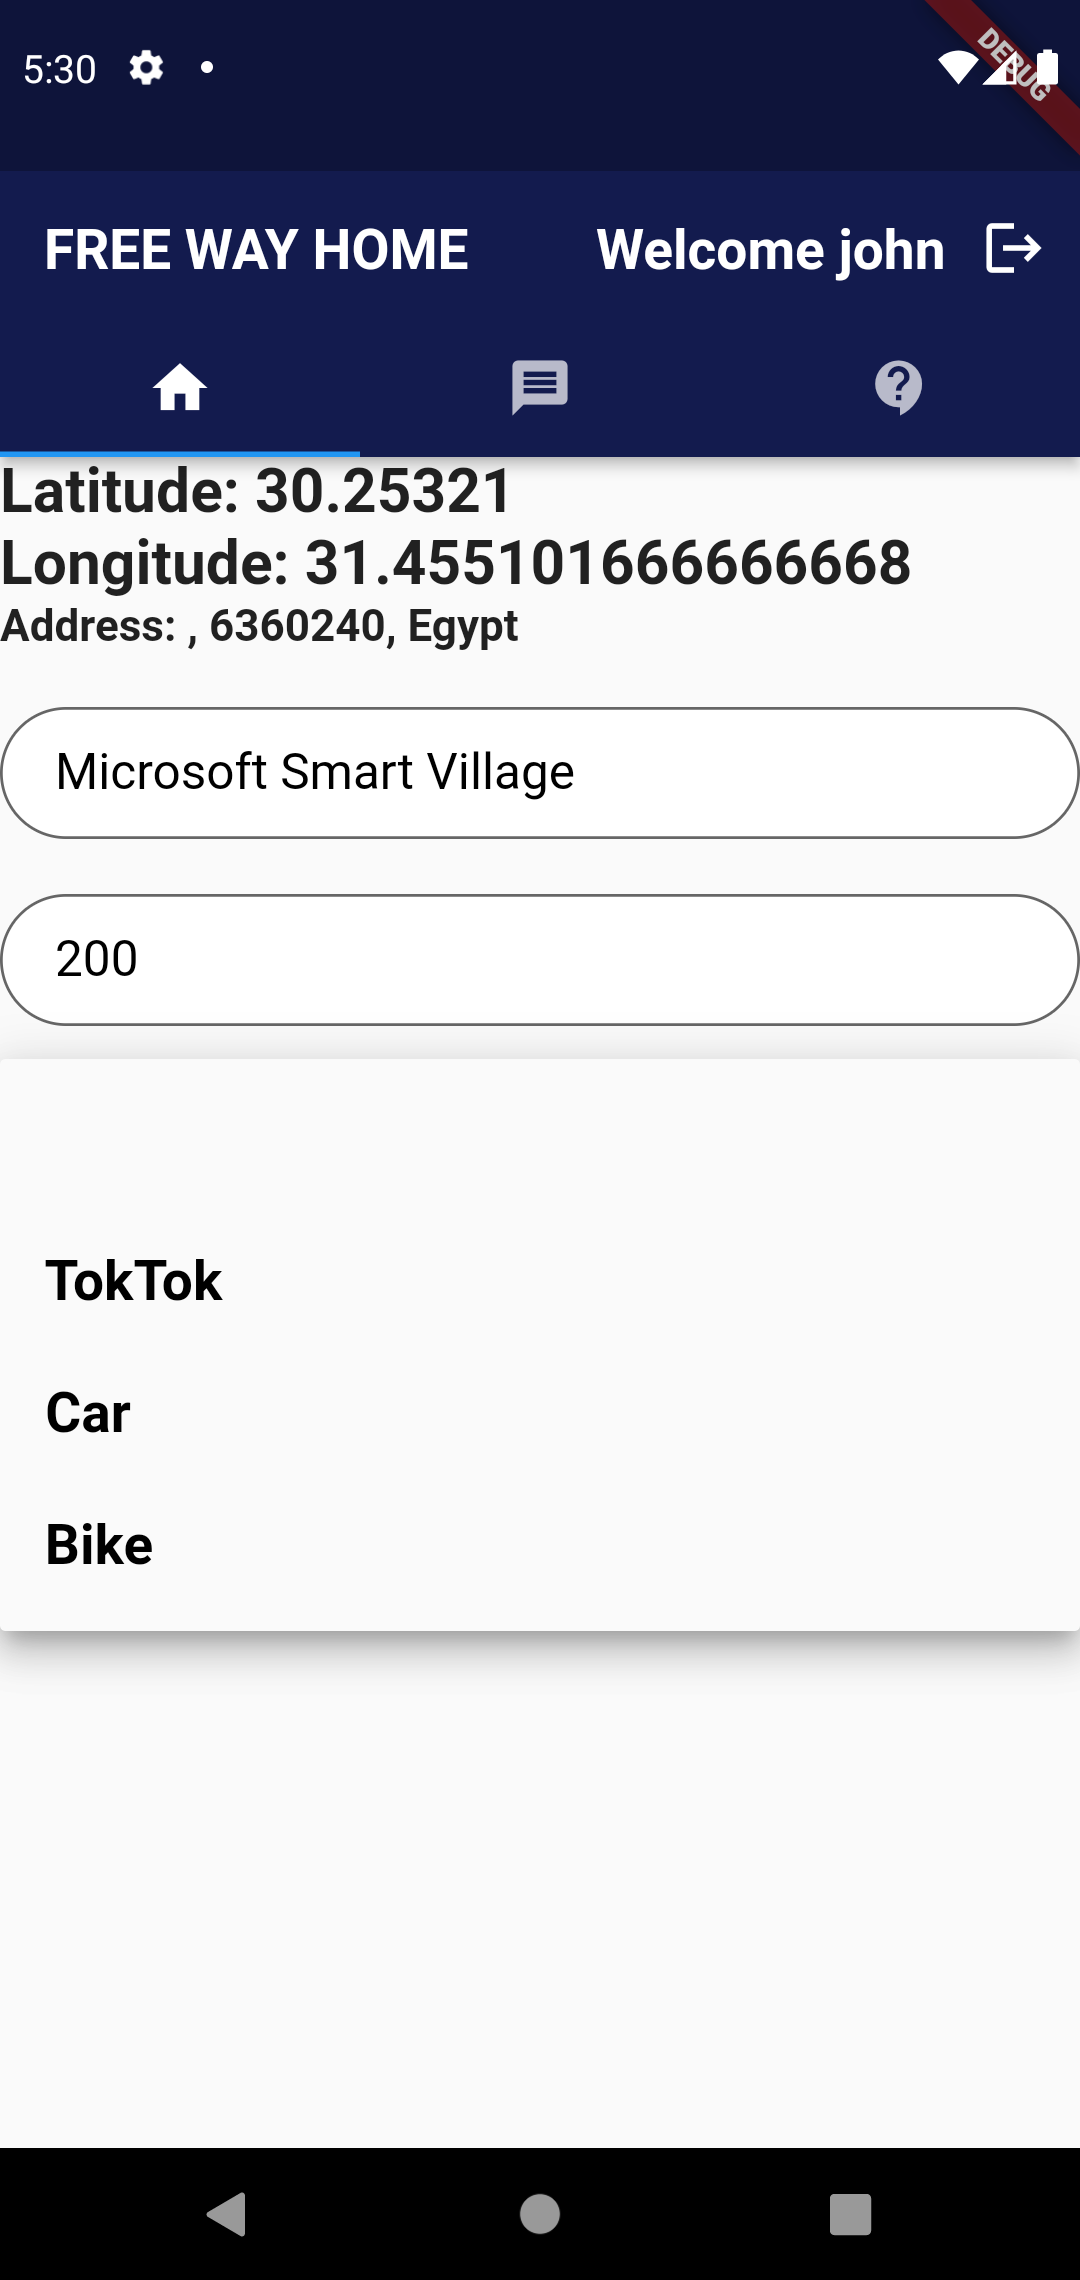 5:30
DEBUG
FREE WAY HOME Welcome john
Latitude: 30.25321
Longitude: 31.455101666666668
Address: , 6360240, Egypt
Microsoft Smart Village
200
TokTok
Car
Bike